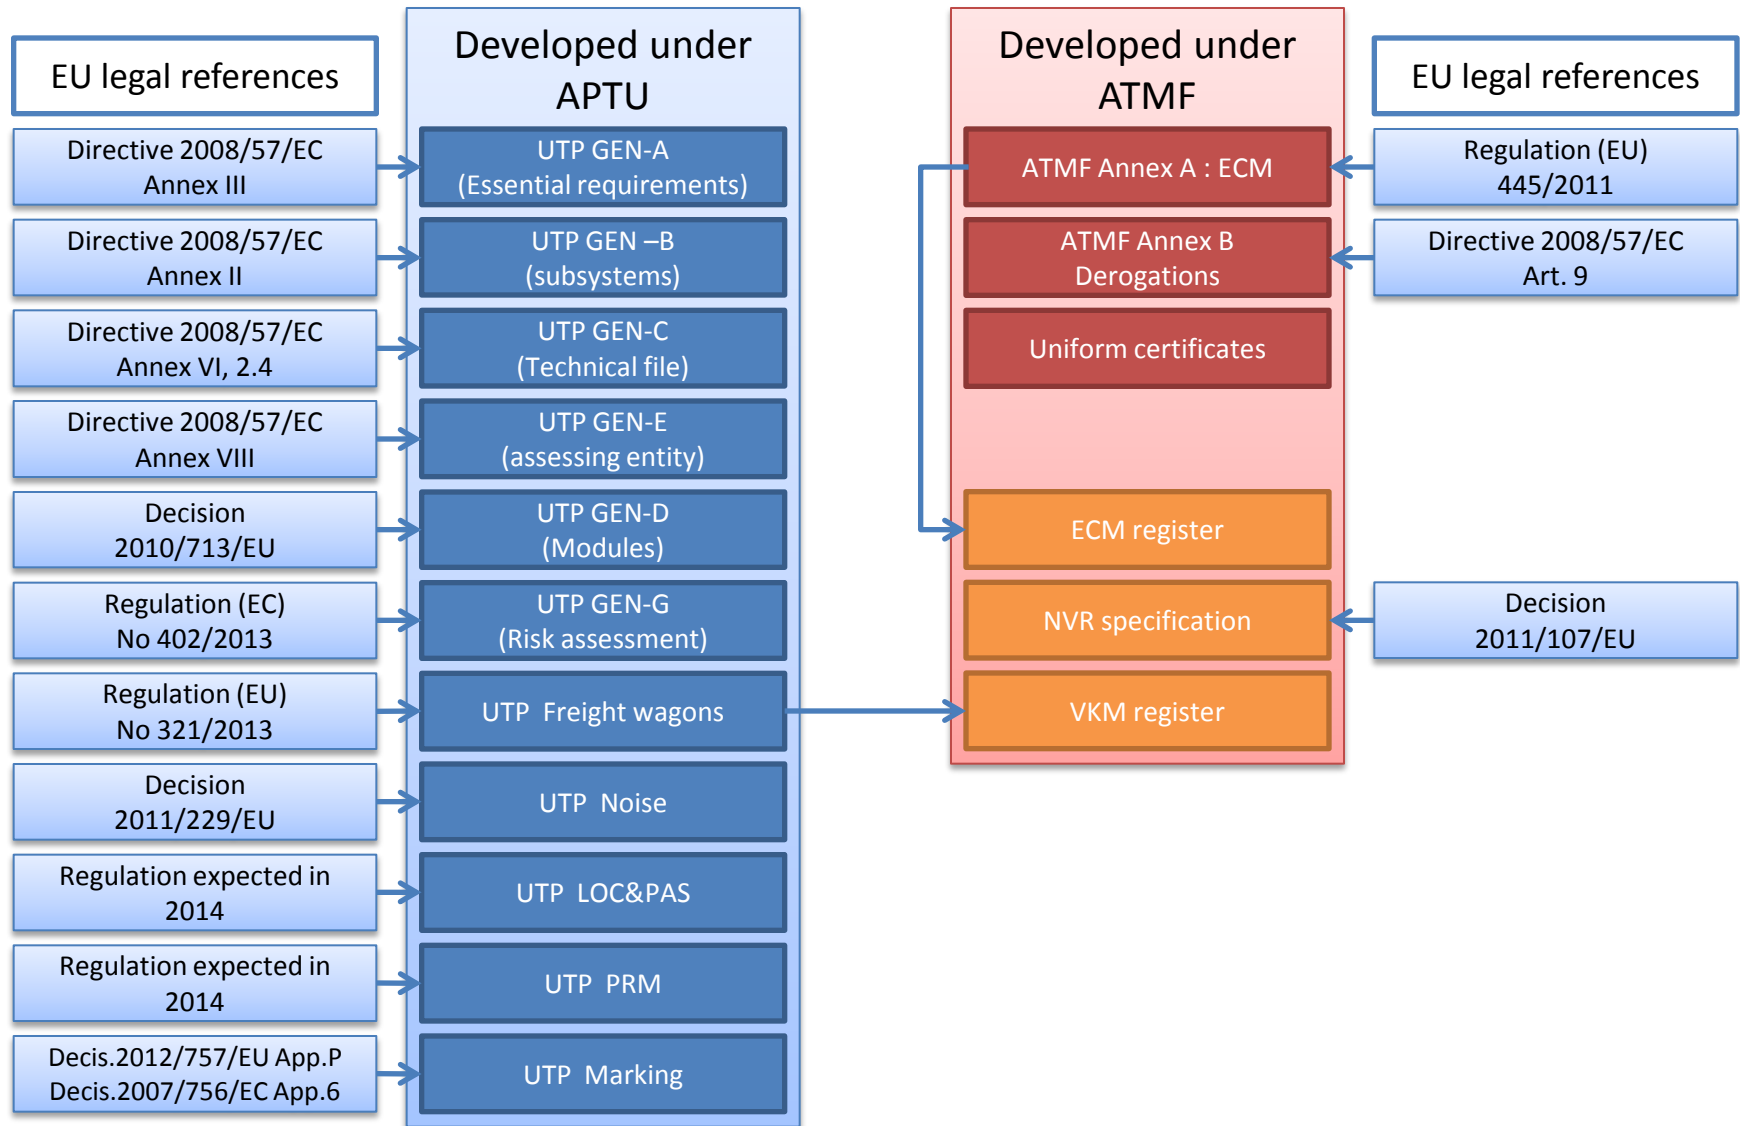 EU legal references
Developed under
APTU
Developed under
ATMF
EU legal references
Directive 2008/57/EC
Annex III
UTP GEN-A
(Essential requirements)
ATMF Annex A : ECM
Regulation (EU)
445/2011
Directive 2008/57/EC
Annex II
UTP GEN –B
(subsystems)
ATMF Annex B
Derogations
Directive 2008/57/EC
Art. 9
Directive 2008/57/EC
Annex VI, 2.4
UTP GEN-C
(Technical file)
Uniform certificates
Directive 2008/57/EC
Annex VIII
UTP GEN-E
(assessing entity)
Decision
2010/713/EU
UTP GEN-D
(Modules)
ECM register
Regulation (EC)
No 402/2013
UTP GEN-G
(Risk assessment)
NVR specification
Decision
2011/107/EU
Regulation (EU)
No 321/2013
UTP Freight wagons
VKM register
Decision
2011/229/EU
UTP Noise
Regulation expected in
2014
UTP LOC&PAS
Regulation expected in
2014
UTP PRM
Decis.2012/757/EU App.P
Decis.2007/756/EC App.6
UTP Marking